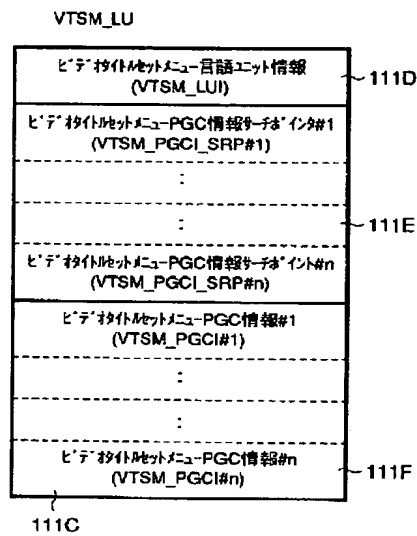 VTSM_LU
ﾋﾞﾃﾞｵﾀｲﾄﾙｾｯﾄﾒﾆｭｰ言語ﾕﾆｯﾄ情報
(VTSM_LUI)
111D
ﾋﾞﾃﾞｵﾀｲﾄﾙｾｯﾄﾒﾆｭｰPGC情報ｻｰﾁﾎﾟｲﾝﾀ#1
(VTSM_PGCI_SRP#1)
:
:
111E
ﾋﾞﾃﾞｵﾀｲﾄﾙｾｯﾄﾒﾆｭｰPGC情報ｻｰﾁﾎﾟｲﾝﾄ#n
(VTSM_PGCI_SRP#n)
ﾋﾞﾃﾞｵﾀｲﾄﾙｾｯﾄﾒﾆｭｰPGC情報#1
(VTSM_PGCI#1)
:
:
ﾋﾞﾃﾞｵﾀｲﾄﾙｾｯﾄﾒﾆｭｰPGC情報#n
(VTSM_PGCI#n)
111F
111C